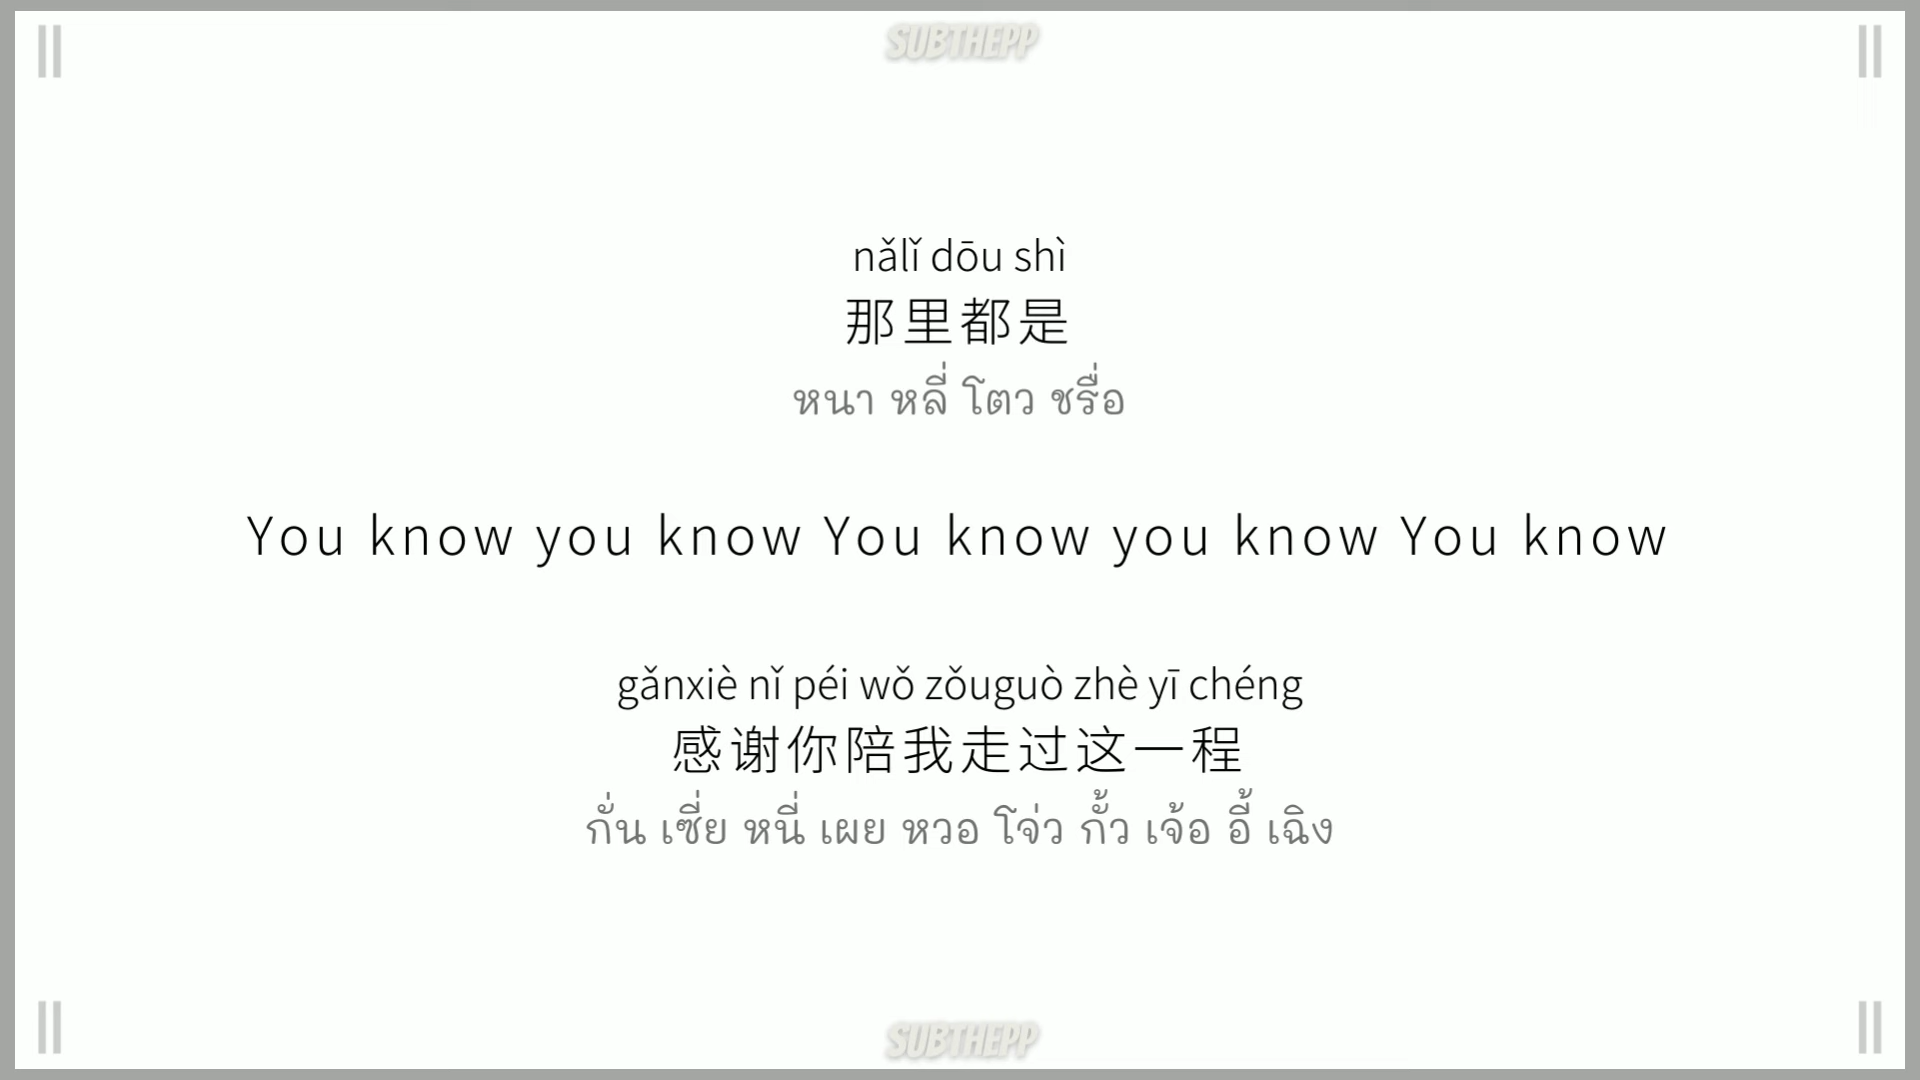 SUBTHEPP
nǎlǐ dōu shì
那里都是
หนา หลี่ โตว ชรื่อ
You know you know You know you know You know
gǎnxiè nǐ péi wǒ zǒuguò zhè yī chéng
感谢你陪我走过这一程
กั่น เซี่ย หนี่ เผย หวอ โจ่ว กั้ว เจ้อ อี้ เฉิง
SUBTHEPP